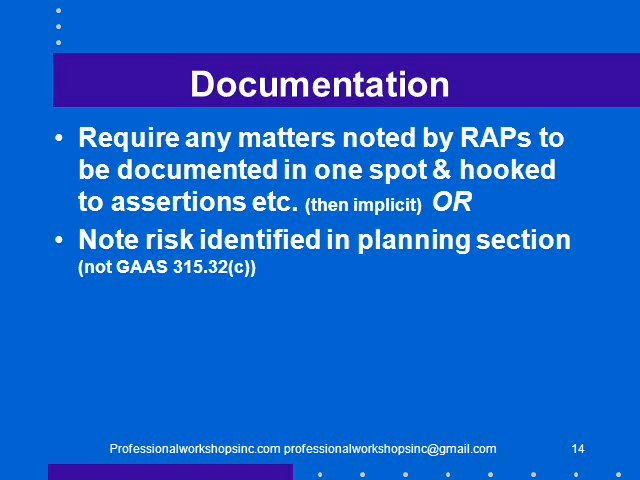 Documentation
• Require any matters noted by RAPs to
be documented in one spot & hooked
to assertions etc. (then implicit) OR
• Note risk identified in planning section
(not GAAS 315.32(c))
Professionalworkshopsinc.com professionalworkshopsinc@gmail.com 14